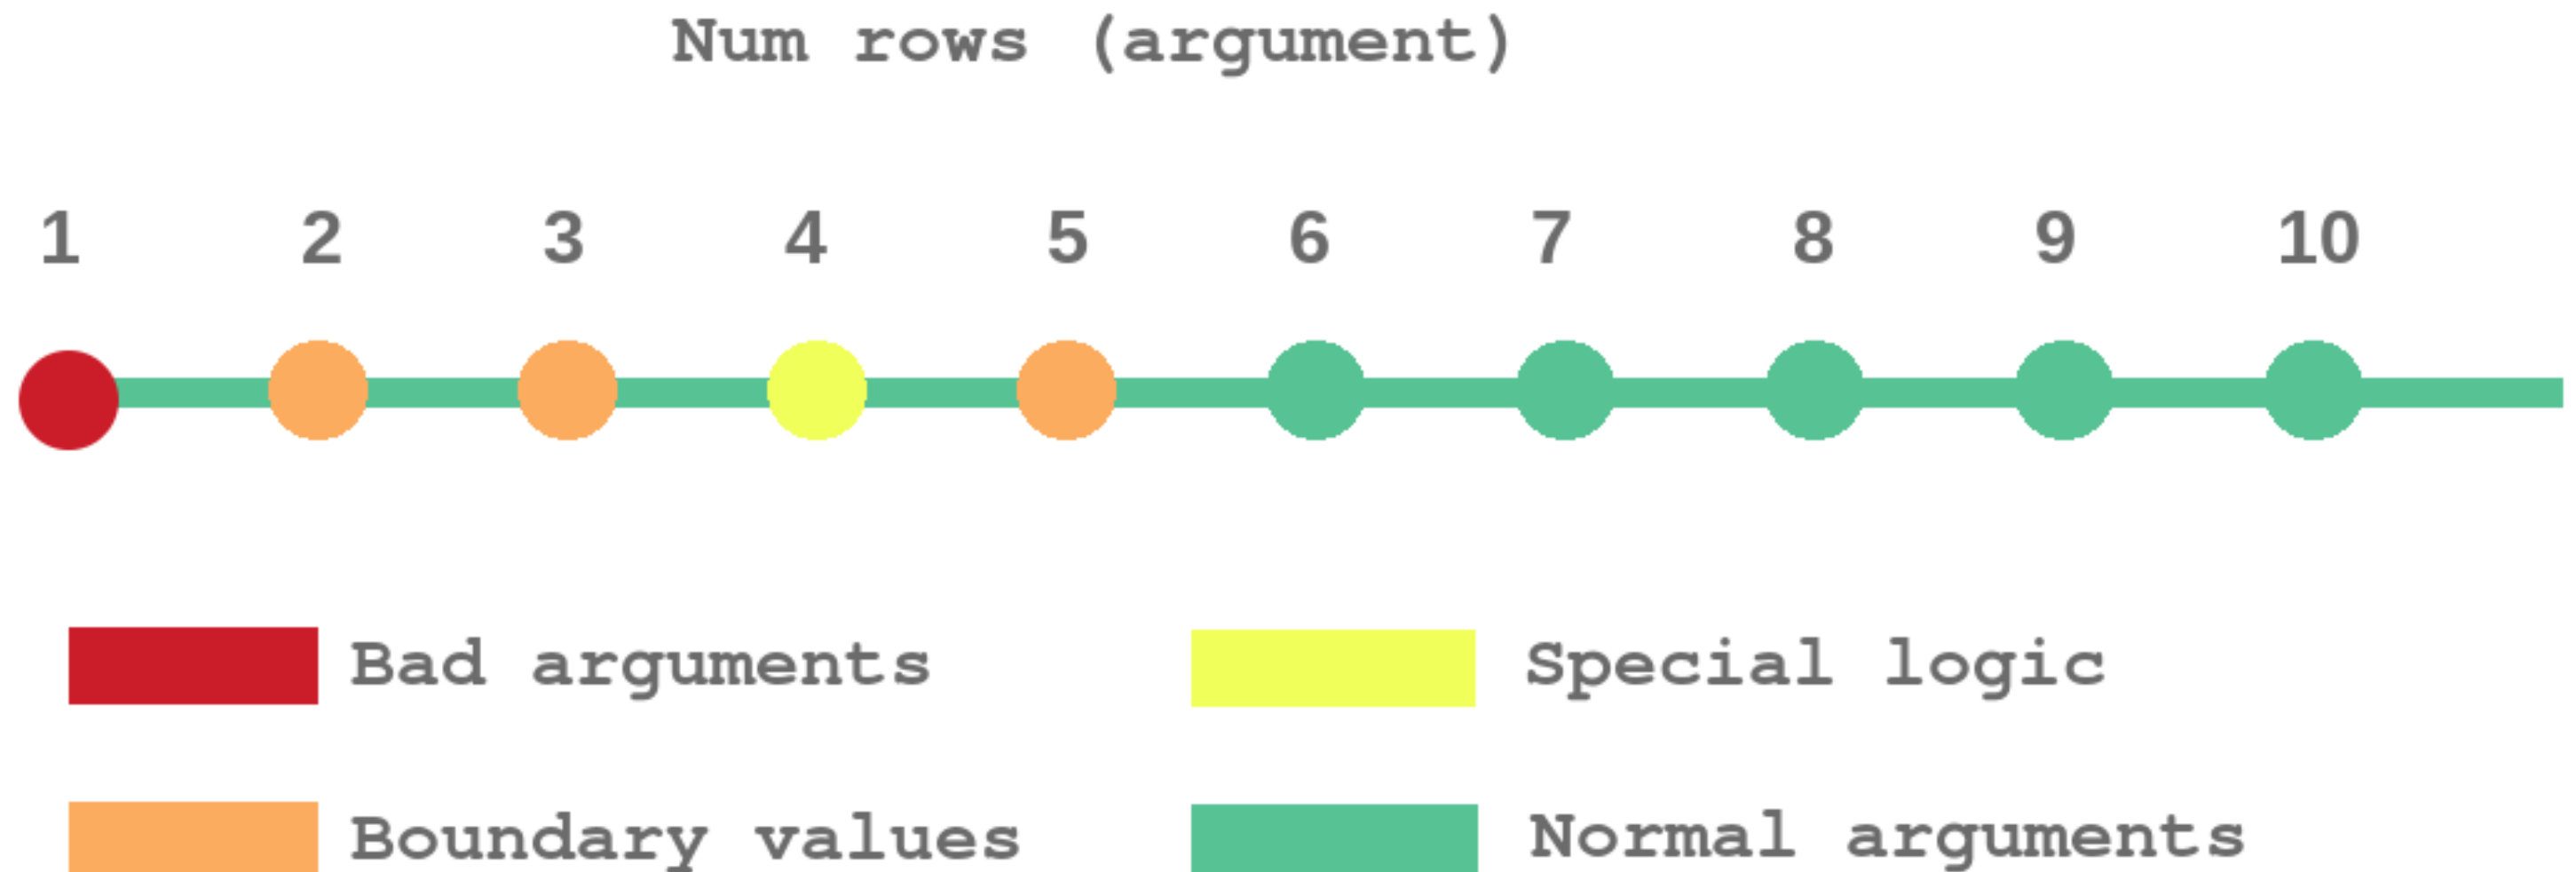 Num rows (argument)
1 2 3 4 5 6 7 8 9 10
Bad arguments
Special logic
Boundary values
Normal arguments